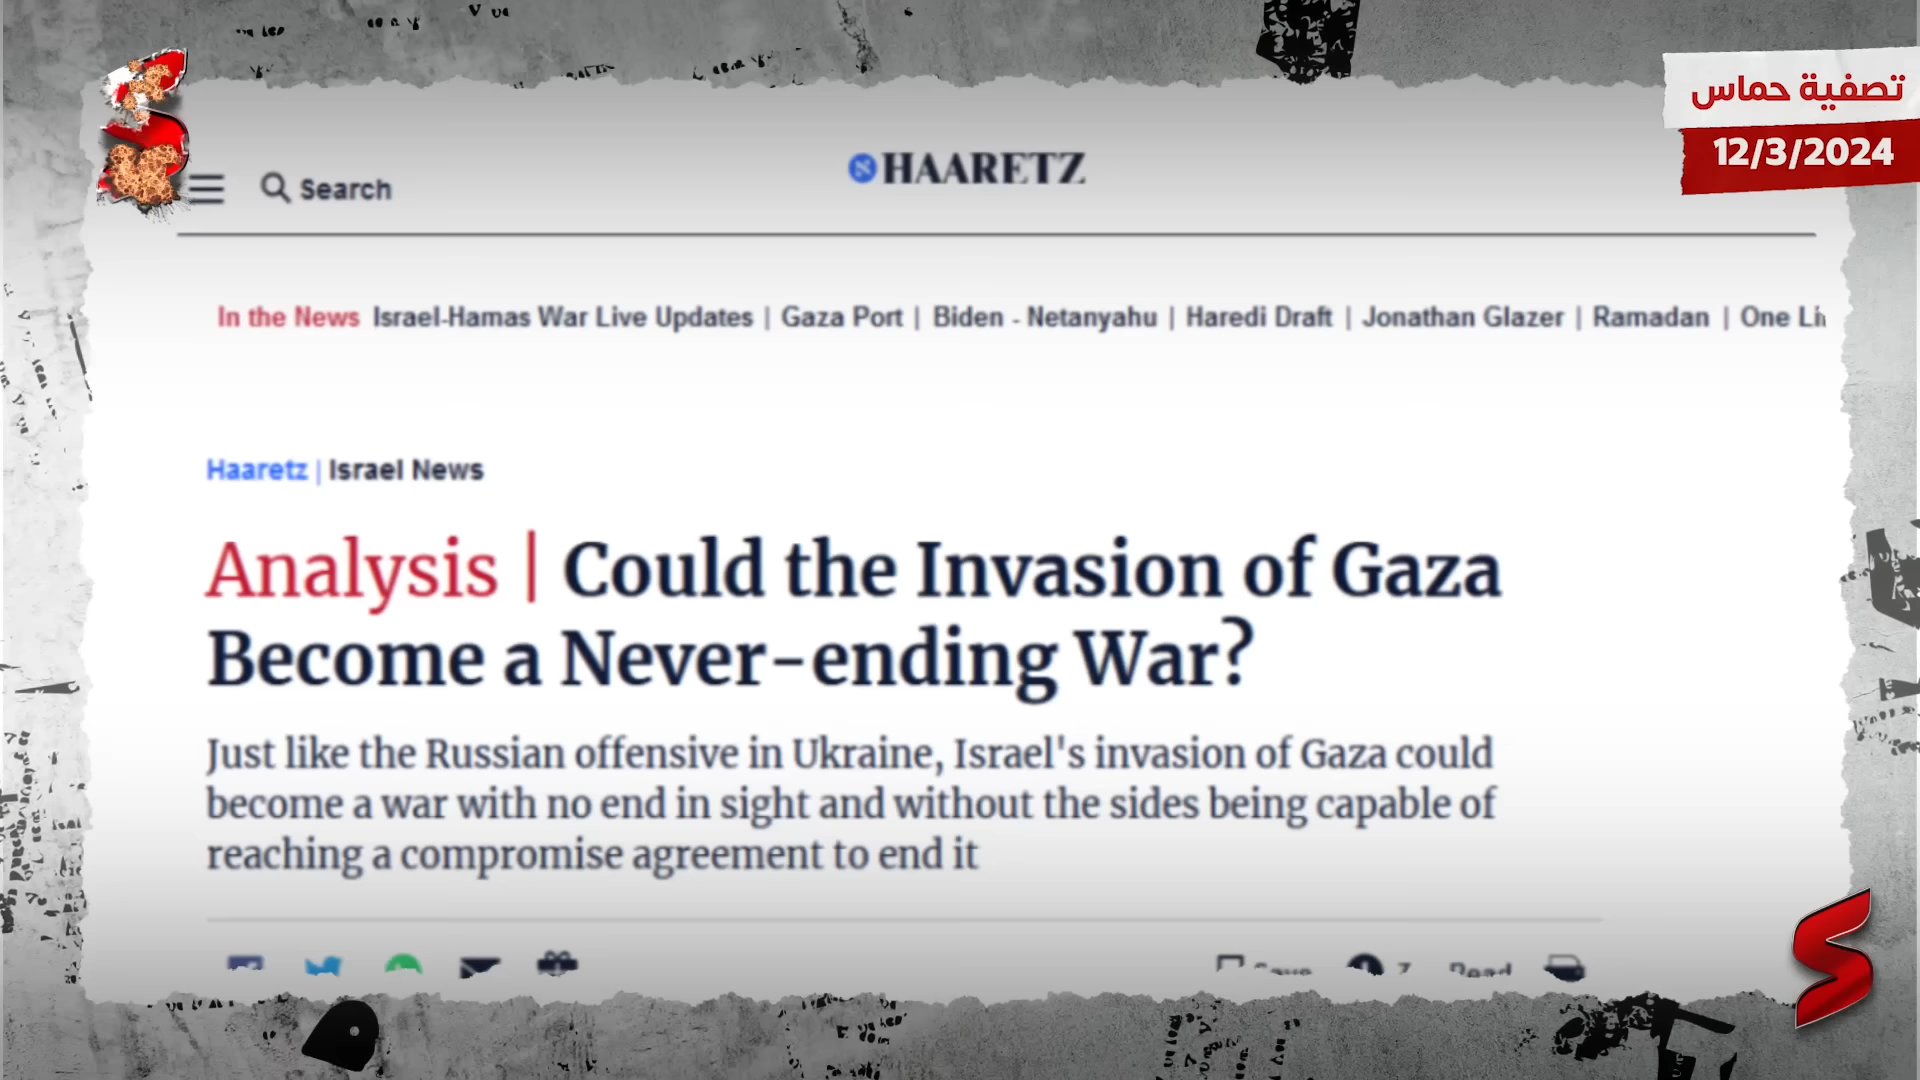 تصفية حماس
12/3/2024
HAARETZ
Search
In the News Israel-Hamas War Live Updates | Gaza Port | Biden - Netanyahu | Haredi Draft | Jonathan Glazer | Ramadan | One
Haaretz | Israel News
Analysis | Could the Invasion of Gaza
Become a Never-ending War?
Just like the Russian offensive in Ukraine, Israel's invasion of Gaza could
become a war with no end in sight and without the sides being capable of
reaching a compromise agreement to end it